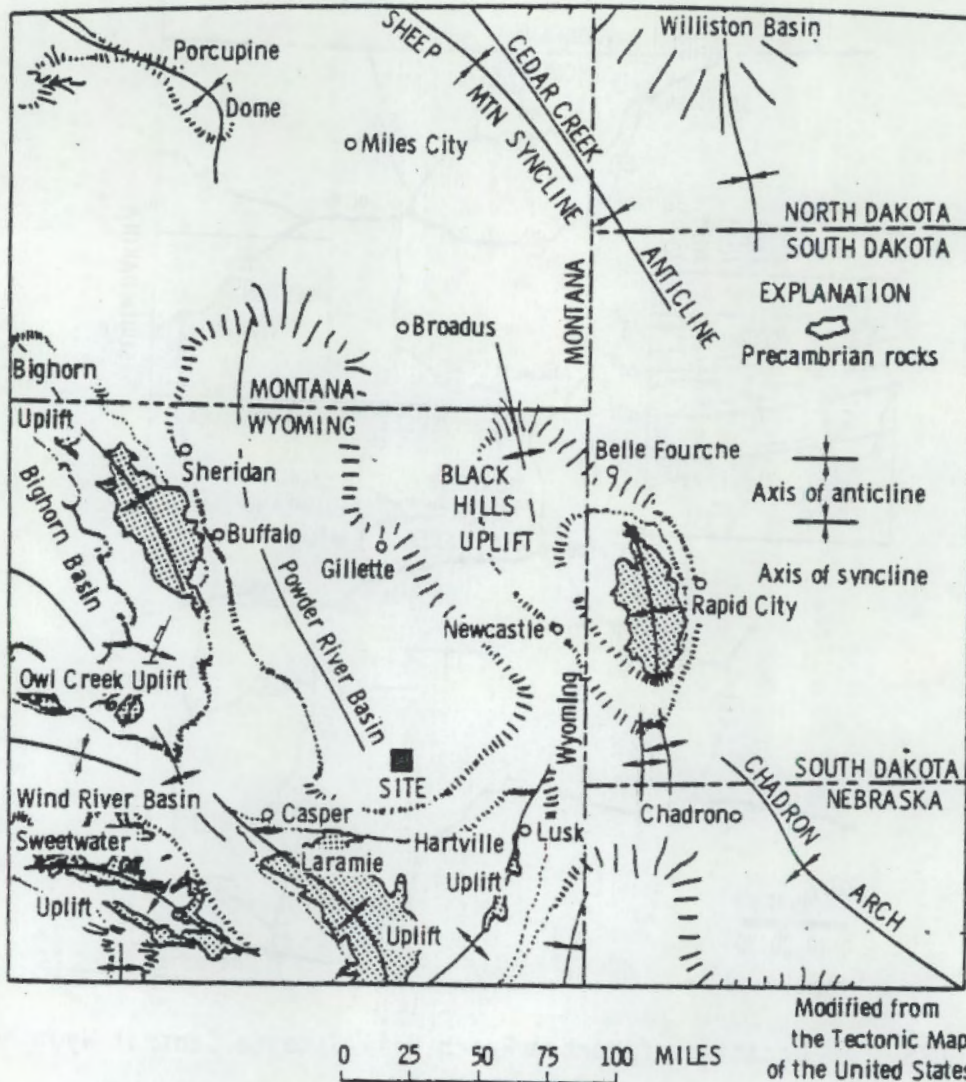 Porcupine
Dome
SHEEP
MTN SYNCLINE
CEDAR CREEK
ANTICLINE
Williston Basin
Miles City
NORTH DAKOTA
SOUTH DAKOTA
MONTANA
EXPLANATION
Precambrian rocks
Broadus
Bighorn
Uplift
MONTANA
WYOMING
Sheridan
BLACK
HILLS
UPLIFT
Belle Fourche
Axis of anticline
Axis of syncline
Bighorn Basin
Buffalo
Gillette
Powder River Basin
Newcastle
Rapid City
Owl Creek Uplift
Wyoming
SITE
SOUTH DAKOTA
NEBRASKA
Wind River Basin
Casper
Hartville
Uplift
Lusk
Chadron
CHADRON
ARCH
Sweetwater
Uplift
Laramie
Uplift
Modified from
the Tectonic Map
of the United States
0 25 50 75 100 MILES